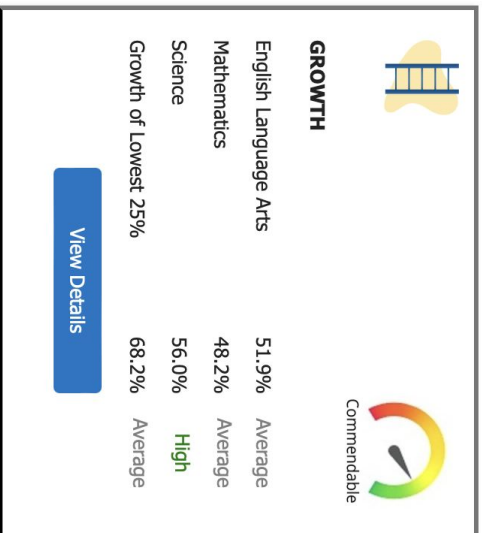 Commendable
GROWTH
English Language Arts 51.9% Average
Mathematics 48.2% Average
Science 56.0% High
Growth of Lowest 25% 68.2% Average
View Details